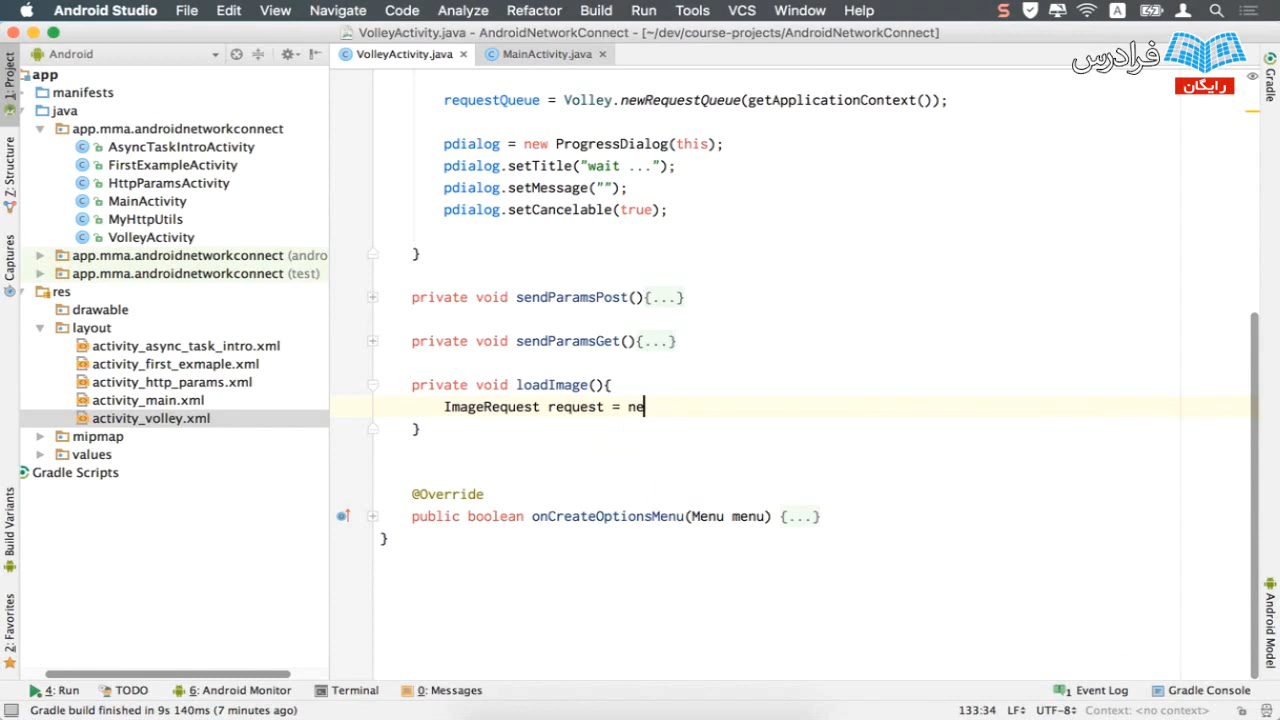 Android Studio File Edit View Navigate Code Analyze Refactor Build Run Tools VCS Window Help
VolleyActivity.java - AndroidNetworkConnect - [~/dev/course-projects/AndroidNetworkConnect]
Android
VolleyActivity.java
MainActivity.java
فرادرس
رایگان
1: Project
Z: Structure
Captures
Build Variants
2: Favorites
app
manifests
java
app.mma.androidnetworkconnect
AsyncTaskIntroActivity
FirstExampleActivity
HttpParamsActivity
MainActivity
MyHttpUtils
VolleyActivity
app.mma.androidnetworkconnect (andro
app.mma.androidnetworkconnect (test)
res
drawable
layout
activity_async_task_intro.xml
activity_first_exmaple.xml
activity_http_params.xml
activity_main.xml
activity_volley.xml
mipmap
values
Gradle Scripts
requestQueue = Volley.newRequestQueue(getApplicationContext());
pdialog = new ProgressDialog(this);
pdialog.setTitle("wait ...");
pdialog.setMessage("");
pdialog.setCancelable(true);
}
private void sendParamsPost(){...}
private void sendParamsGet(){...}
private void loadImage(){
ImageRequest request = ne
}
@Override
public boolean onCreateOptionsMenu(Menu menu) {...}
}
Gradle
Android Model
4: Run TODO 6: Android Monitor Terminal 0: Messages 1 Event Log Gradle Console
Gradle build finished in 9s 140ms (7 minutes ago) 133:34 LF÷ UTF-8÷ Context: <no context>